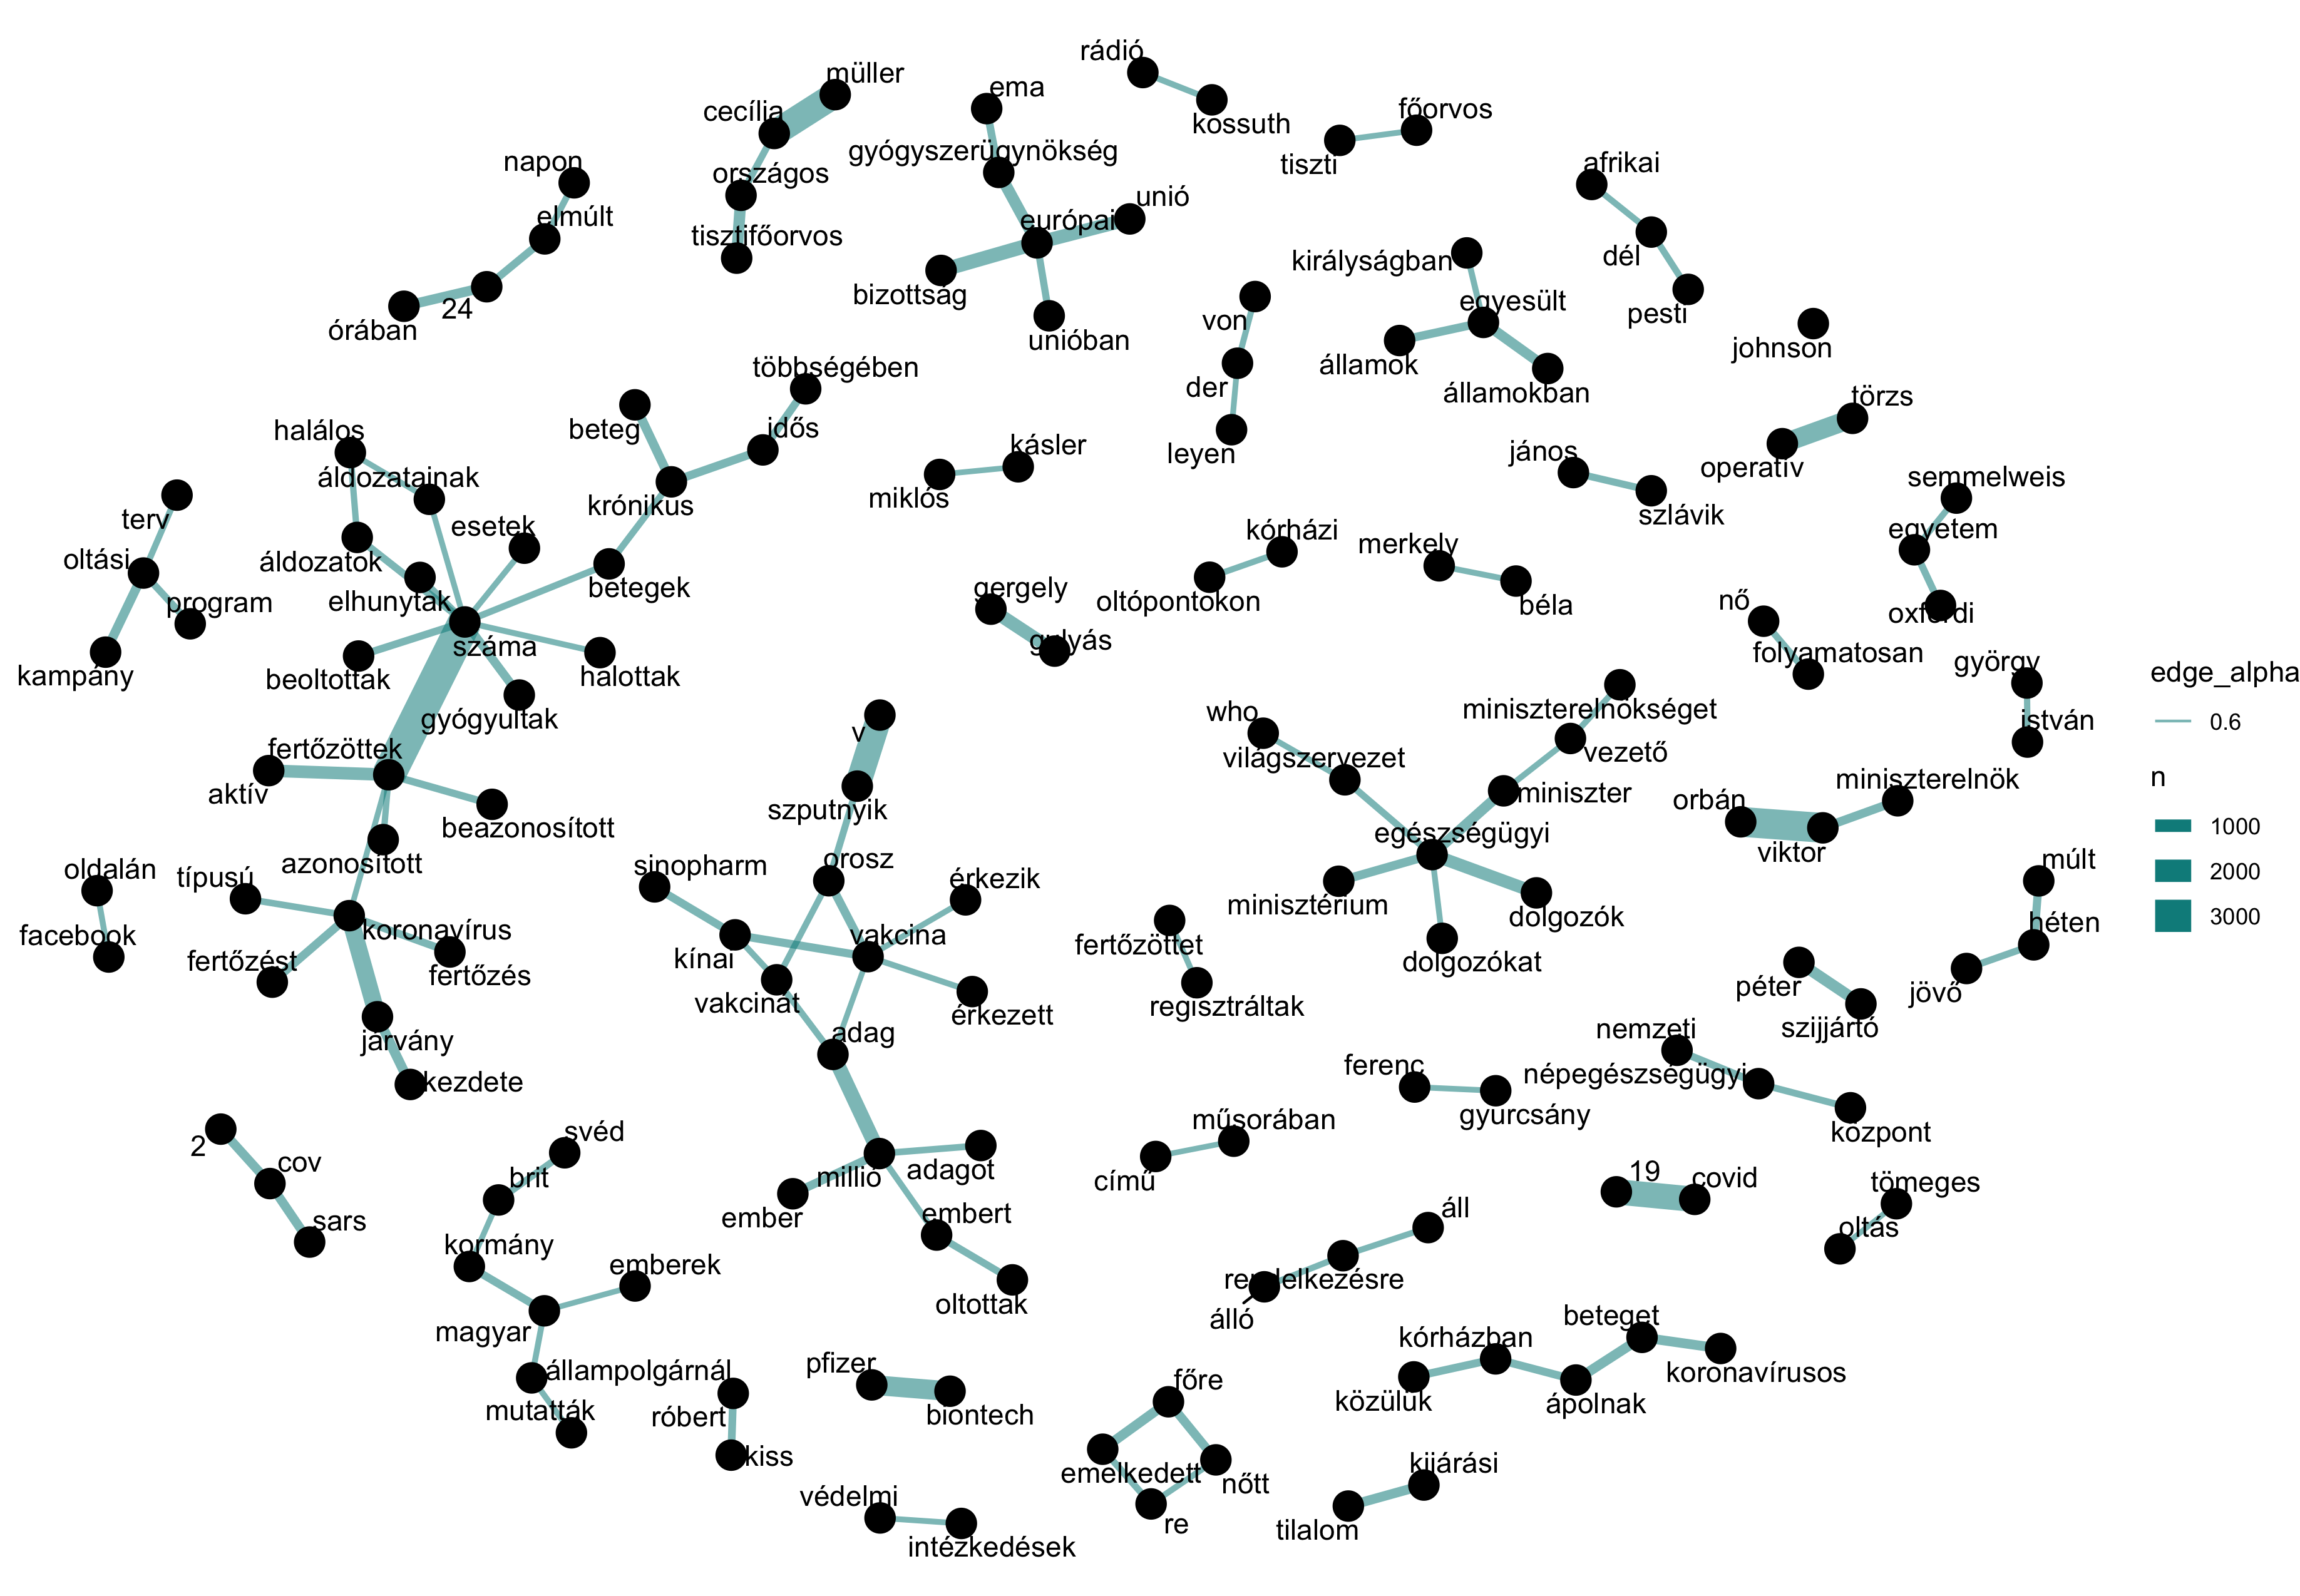 rádió
kossuth
müller
cecília
országos
tisztifőorvos
ema
gyógyszerügynökség
európai
unió
bizottság
unióban
főorvos
tiszti
napon
elmúlt
24
órában
afrikai
dél
pesti
királyságban
egyesült
államok
államokban
von
der
leyen
johnson
többségében
idős
beteg
krónikus
betegek
halálos
áldozatainak
esetek
áldozatok
elhunytak
száma
beoltottak
halottak
gyógyultak
terv
oltási
program
kampány
kásler
miklós
törzs
operatív
jános
szlávik
semmelweis
egyetem
oxfordi
kórházi
oltópontokon
merkely
béla
gergely
gulyás
nő
folyamatosan
györgy
istván
edge_alpha
0.6
n
1000
2000
3000
fertőzöttek
aktív
beazonosított
azonosított
típusú
koronavírus
fertőzést
fertőzés
járvány
kezdete
oldalán
facebook
v
szputnyik
orosz
sinopharm
érkezik
kínai
vakcina
vakcinát
érkezett
adag
millió
adagot
ember
embert
oltottak
who
világszervezet
miniszterelnökséget
vezető
miniszter
egészségügyi
minisztérium
dolgozók
dolgozókat
orbán
viktor
miniszterelnök
múlt
héten
jövő
fertőzöttet
regisztráltak
péter
szijjártó
nemzeti
népegészségügyi
központ
ferenc
gyurcsány
műsorában
című
19
covid
tömeges
oltás
2
cov
sars
svéd
brit
kormány
emberek
magyar
állampolgárnál
mutatták
róbert
kiss
pfizer
biontech
védelmi
intézkedések
áll
rendelkezésre
álló
beteget
kórházban
koronavírusos
közülük
ápolnak
főre
emelkedett
nőtt
re
kijárási
tilalom